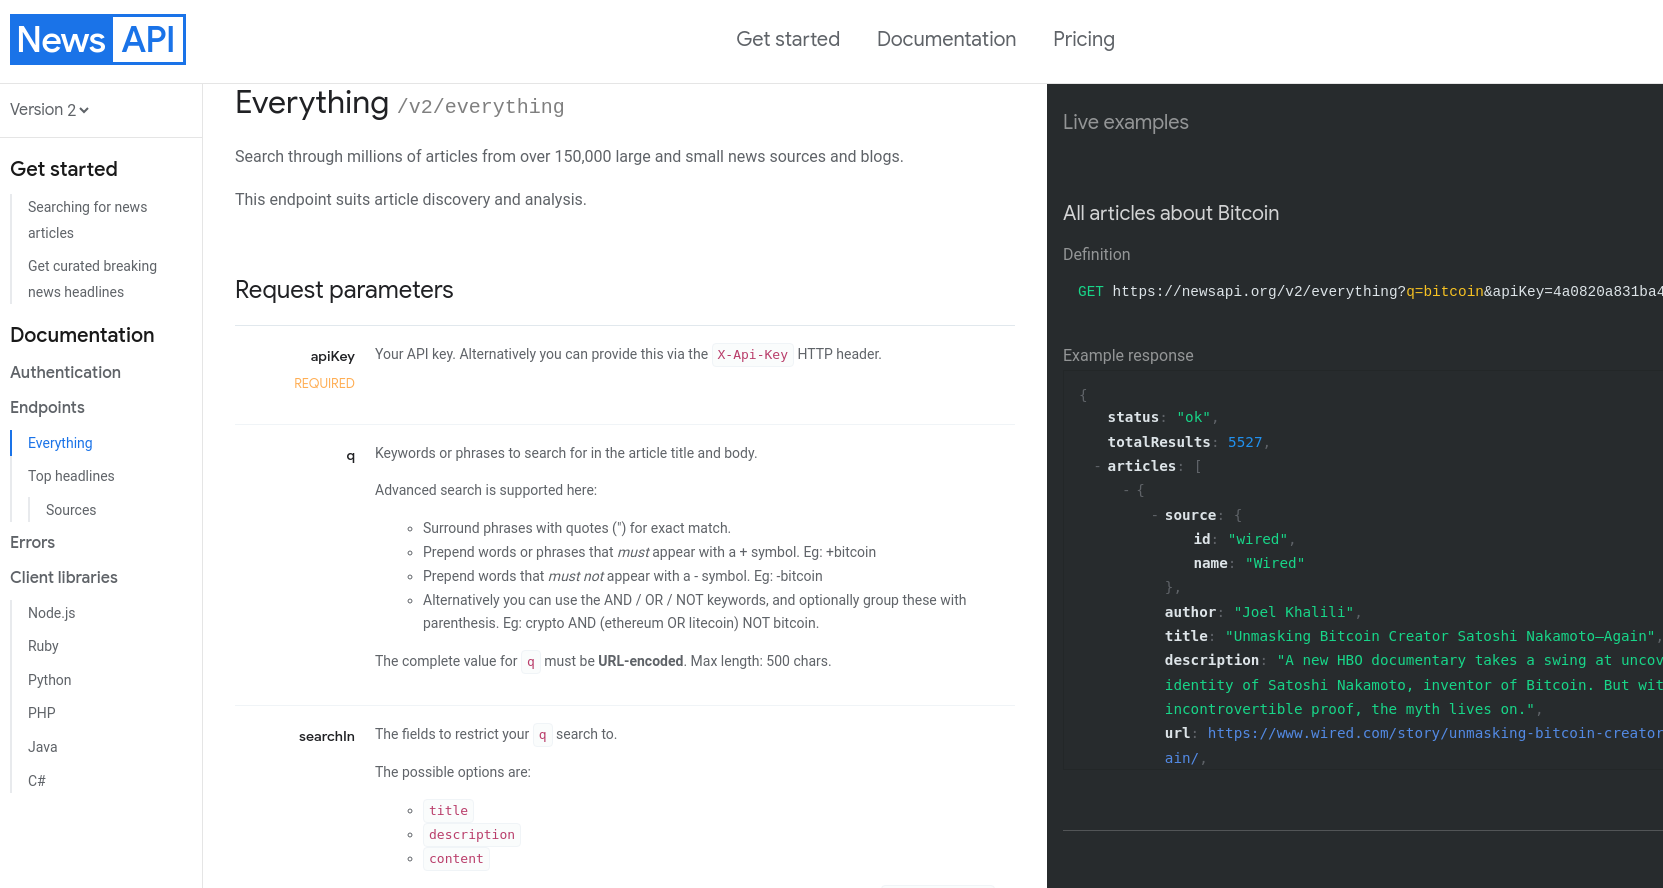 News API
Get started
Documentation
Pricing
Version 2
Get started
Searching for news
articles
Get curated breaking
news headlines
Documentation
Authentication
Endpoints
Everything
Top headlines
Sources
Errors
Client libraries
Node.js
Ruby
Python
PHP
Java
C#
Everything /v2/everything
Search through millions of articles from over 150,000 large and small news sources and blogs.
This endpoint suits article discovery and analysis.
Request parameters
apiKey
REQUIRED
Your API key. Alternatively you can provide this via the X-Api-Key HTTP header.
q
Keywords or phrases to search for in the article title and body.
Advanced search is supported here:
Surround phrases with quotes (") for exact match.
Prepend words or phrases that must appear with a + symbol. Eg: +bitcoin
Prepend words that must not appear with a - symbol. Eg: -bitcoin
Alternatively you can use the AND / OR / NOT keywords, and optionally group these with
parenthesis. Eg: crypto AND (ethereum OR litecoin) NOT bitcoin.
The complete value for q must be URL-encoded. Max length: 500 chars.
searchIn
The fields to restrict your q search to.
The possible options are:
title
description
content
Live examples
All articles about Bitcoin
Definition
GET https://newsapi.org/v2/everything?q=bitcoin&apiKey=4a0820a831ba4
Example response
{
status: "ok",
totalResults: 5527,
- articles: [
- {
- source: {
id: "wired",
name: "Wired"
},
author: "Joel Khalili",
title: "Unmasking Bitcoin Creator Satoshi Nakamoto—Again",
description: "A new HBO documentary takes a swing at uncov
identity of Satoshi Nakamoto, inventor of Bitcoin. But wit
incontrovertible proof, the myth lives on.",
url: https://www.wired.com/story/unmasking-bitcoin-creator
ain/,